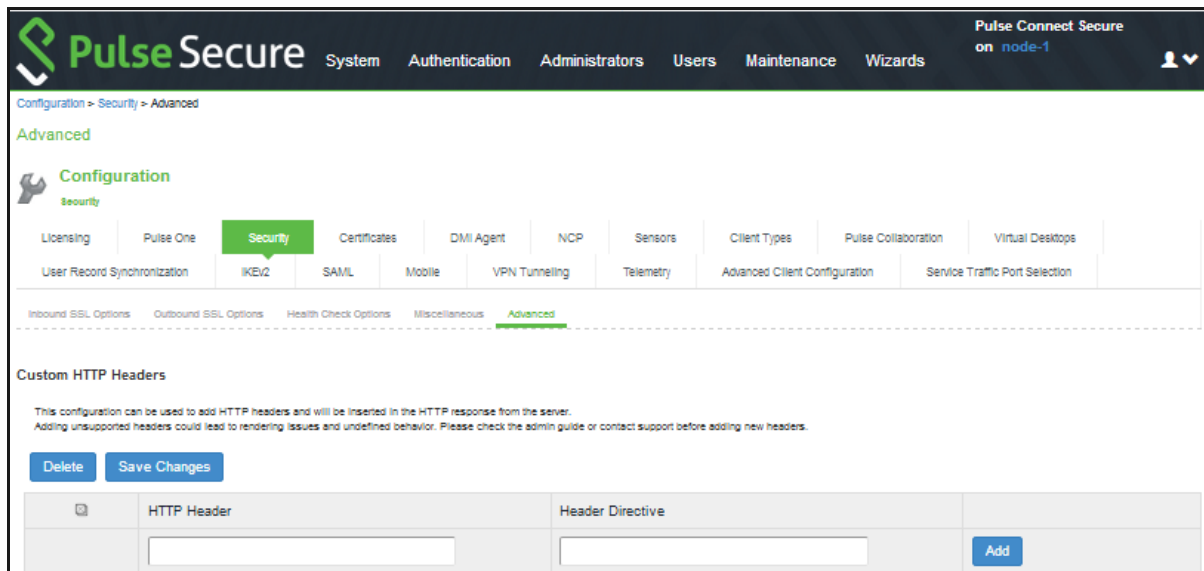 Pulse Secure
System Authentication Administrators Users Maintenance Wizards
Pulse Connect Secure
on node-1
Configuration > Security > Advanced
Advanced
Configuration
Security
Licensing Pulse One Security Certificates DMI Agent NCP Sensors Client Types Pulse Collaboration Virtual Desktops
User Record Synchronization IKEv2 SAML Mobile VPN Tunneling Telemetry Advanced Client Configuration Service Traffic Port Selection
Inbound SSL Options Outbound SSL Options Health Check Options Miscellaneous Advanced
Custom HTTP Headers
This configuration can be used to add HTTP headers and will be inserted in the HTTP response from the server.
Adding unsupported headers could lead to rendering issues and undefined behavior. Please check the admin guide or contact support before adding new headers.
Delete Save Changes
HTTP Header Header Directive
Add